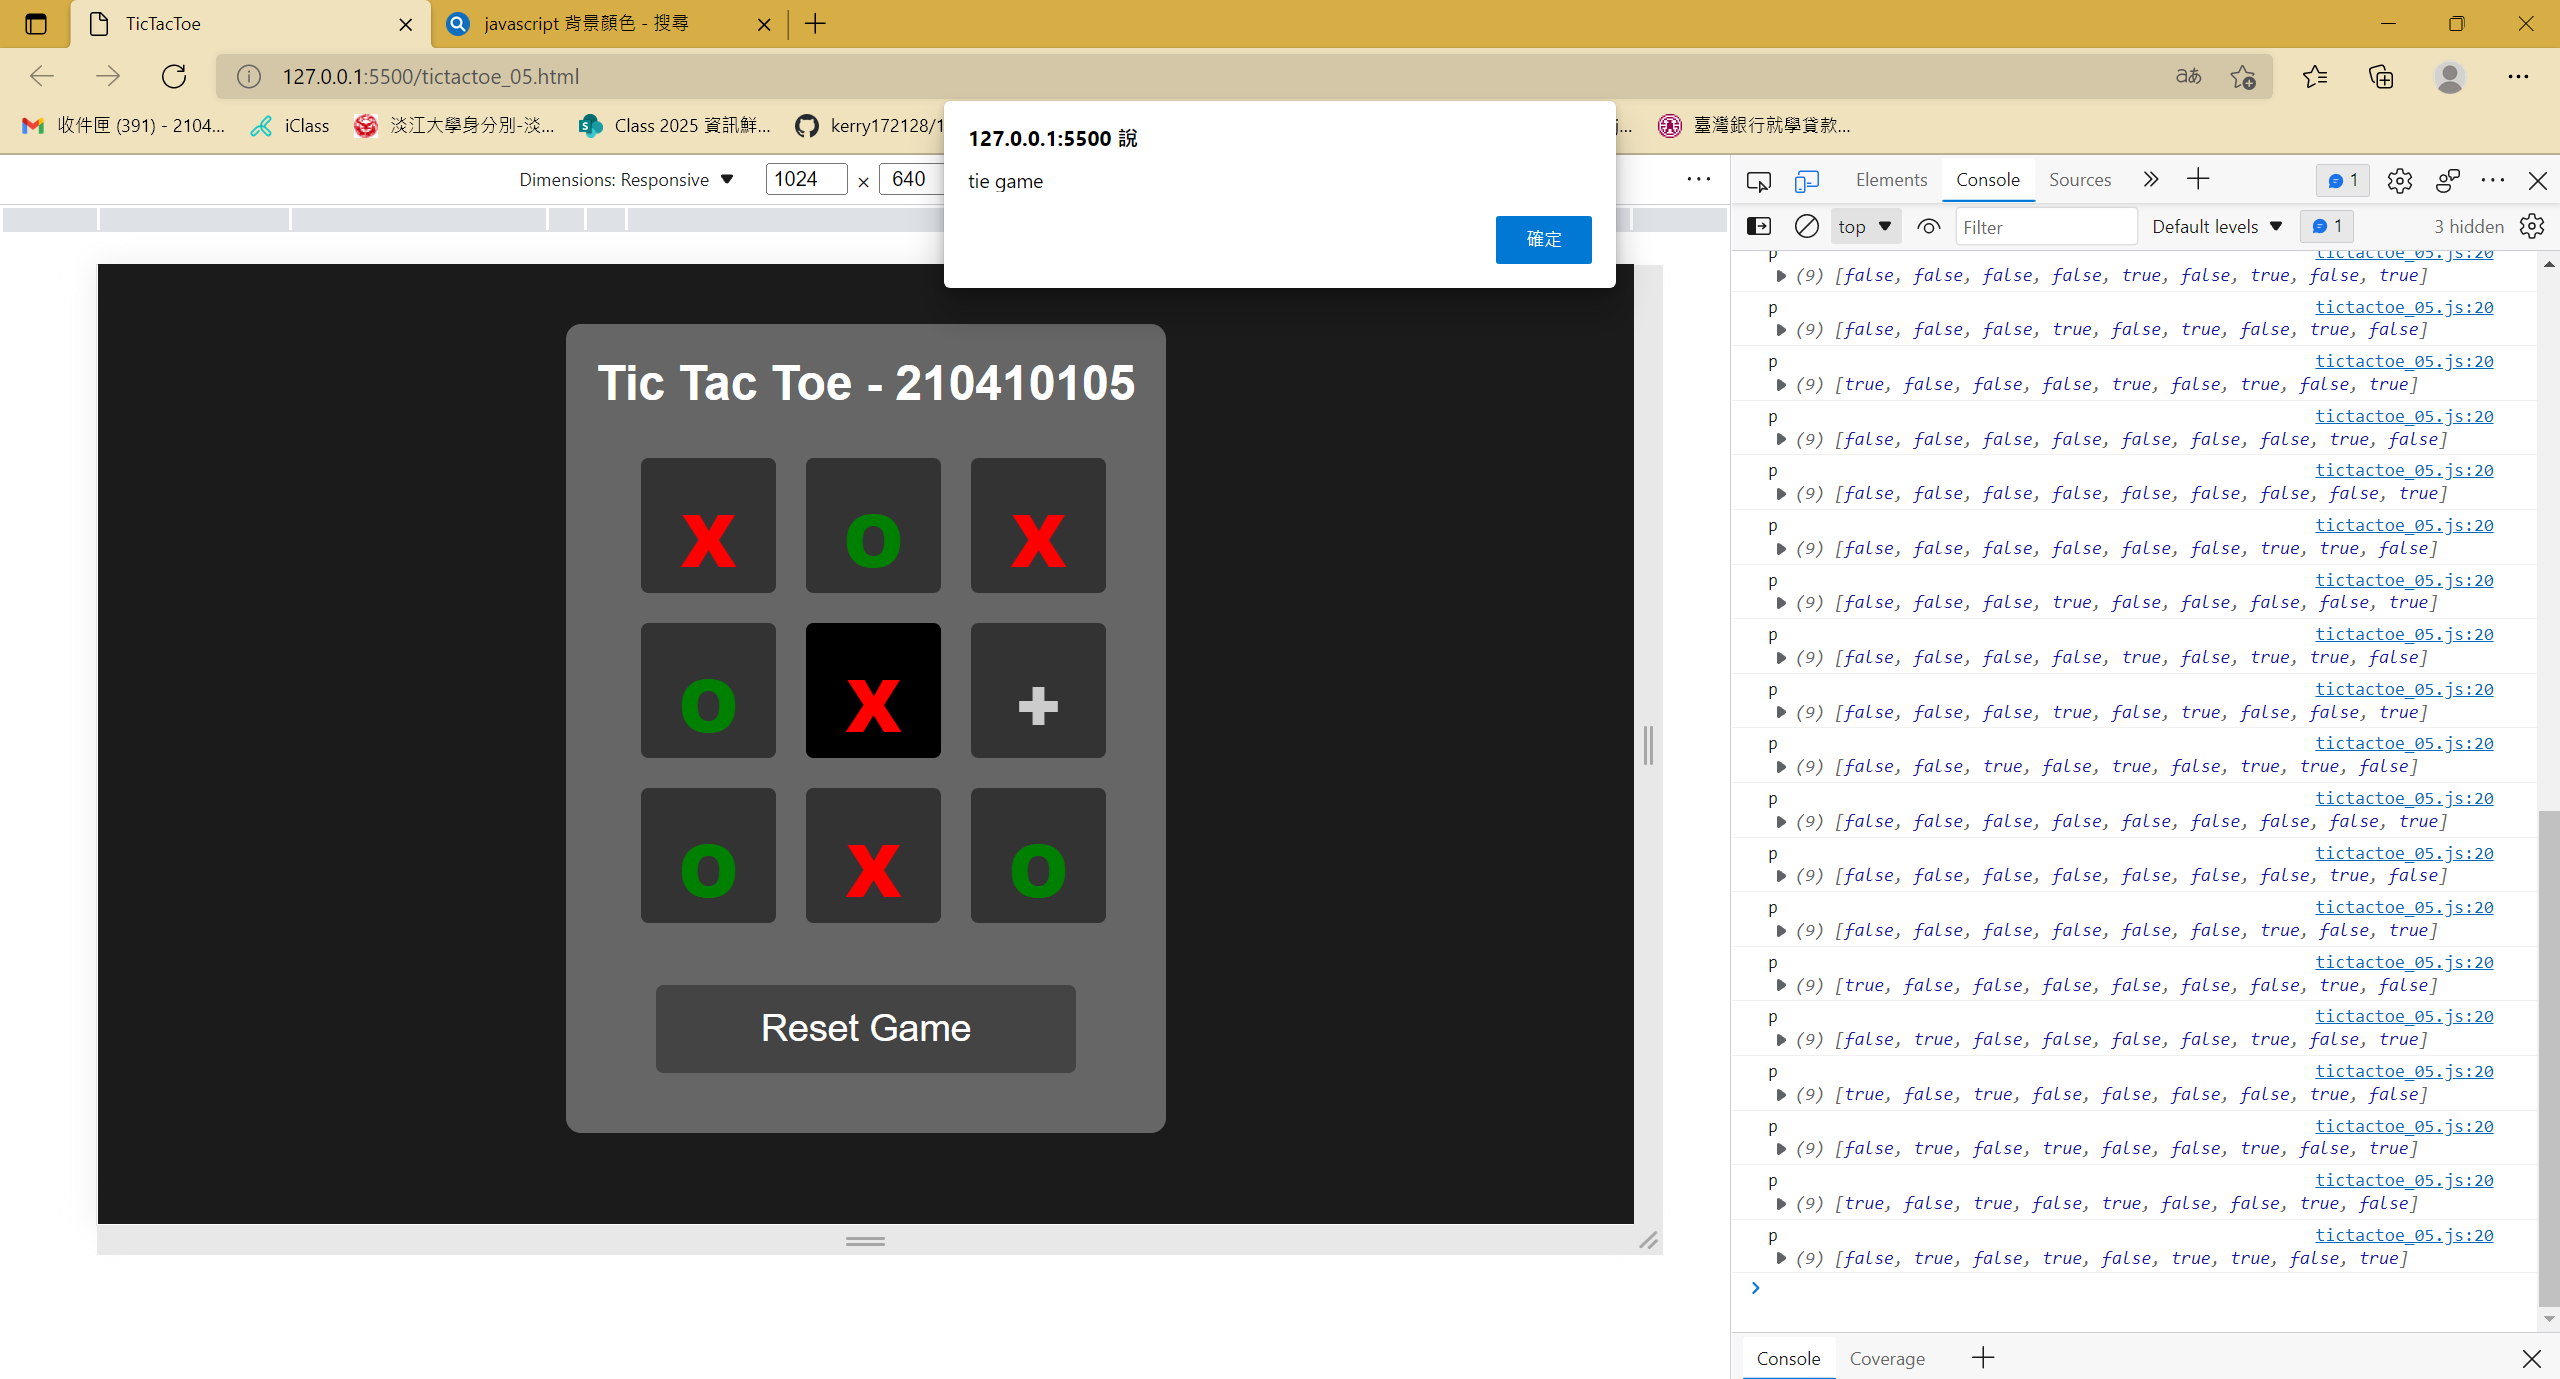 TicTacToe
javascript 背景顏色 - 搜尋
127.0.0.1:5500/tictactoe_05.html
aあ
收件匣 (391) - 2104...
iClass
淡江大學身分別-淡...
Class 2025 資訊鮮...
kerry172128/1
j...
臺灣銀行就學貸款...
127.0.0.1:5500 說
tie game
確定
Dimensions: Responsive
1024 × 640
Tic Tac Toe - 210410105
X O X
O X +
O X O
Reset Game
Elements Console Sources
1
top
Filter
Default levels
1
3 hidden
p tictactoe_05.js:20
(9) [false, false, false, false, true, false, true, false, true]
p tictactoe_05.js:20
(9) [false, false, false, true, false, true, false, true, false]
p tictactoe_05.js:20
(9) [true, false, false, false, true, false, true, false, true]
p tictactoe_05.js:20
(9) [false, false, false, false, false, false, false, true, false]
p tictactoe_05.js:20
(9) [false, false, false, false, false, false, false, false, true]
p tictactoe_05.js:20
(9) [false, false, false, false, false, false, true, true, false]
p tictactoe_05.js:20
(9) [false, false, false, true, false, false, false, false, true]
p tictactoe_05.js:20
(9) [false, false, false, false, true, false, true, true, false]
p tictactoe_05.js:20
(9) [false, false, false, true, false, true, false, false, true]
p tictactoe_05.js:20
(9) [false, false, true, false, true, false, true, true, false]
p tictactoe_05.js:20
(9) [false, false, false, false, false, false, false, false, true]
p tictactoe_05.js:20
(9) [false, false, false, false, false, false, false, true, false]
p tictactoe_05.js:20
(9) [false, false, false, false, false, false, true, false, true]
p tictactoe_05.js:20
(9) [true, false, false, false, false, false, false, true, false]
p tictactoe_05.js:20
(9) [false, true, false, false, false, false, true, false, true]
p tictactoe_05.js:20
(9) [true, false, true, false, false, false, false, true, false]
p tictactoe_05.js:20
(9) [false, true, false, true, false, false, true, false, true]
p tictactoe_05.js:20
(9) [true, false, true, false, true, false, false, true, false]
p tictactoe_05.js:20
(9) [false, true, false, true, false, true, true, false, true]
Console Coverage